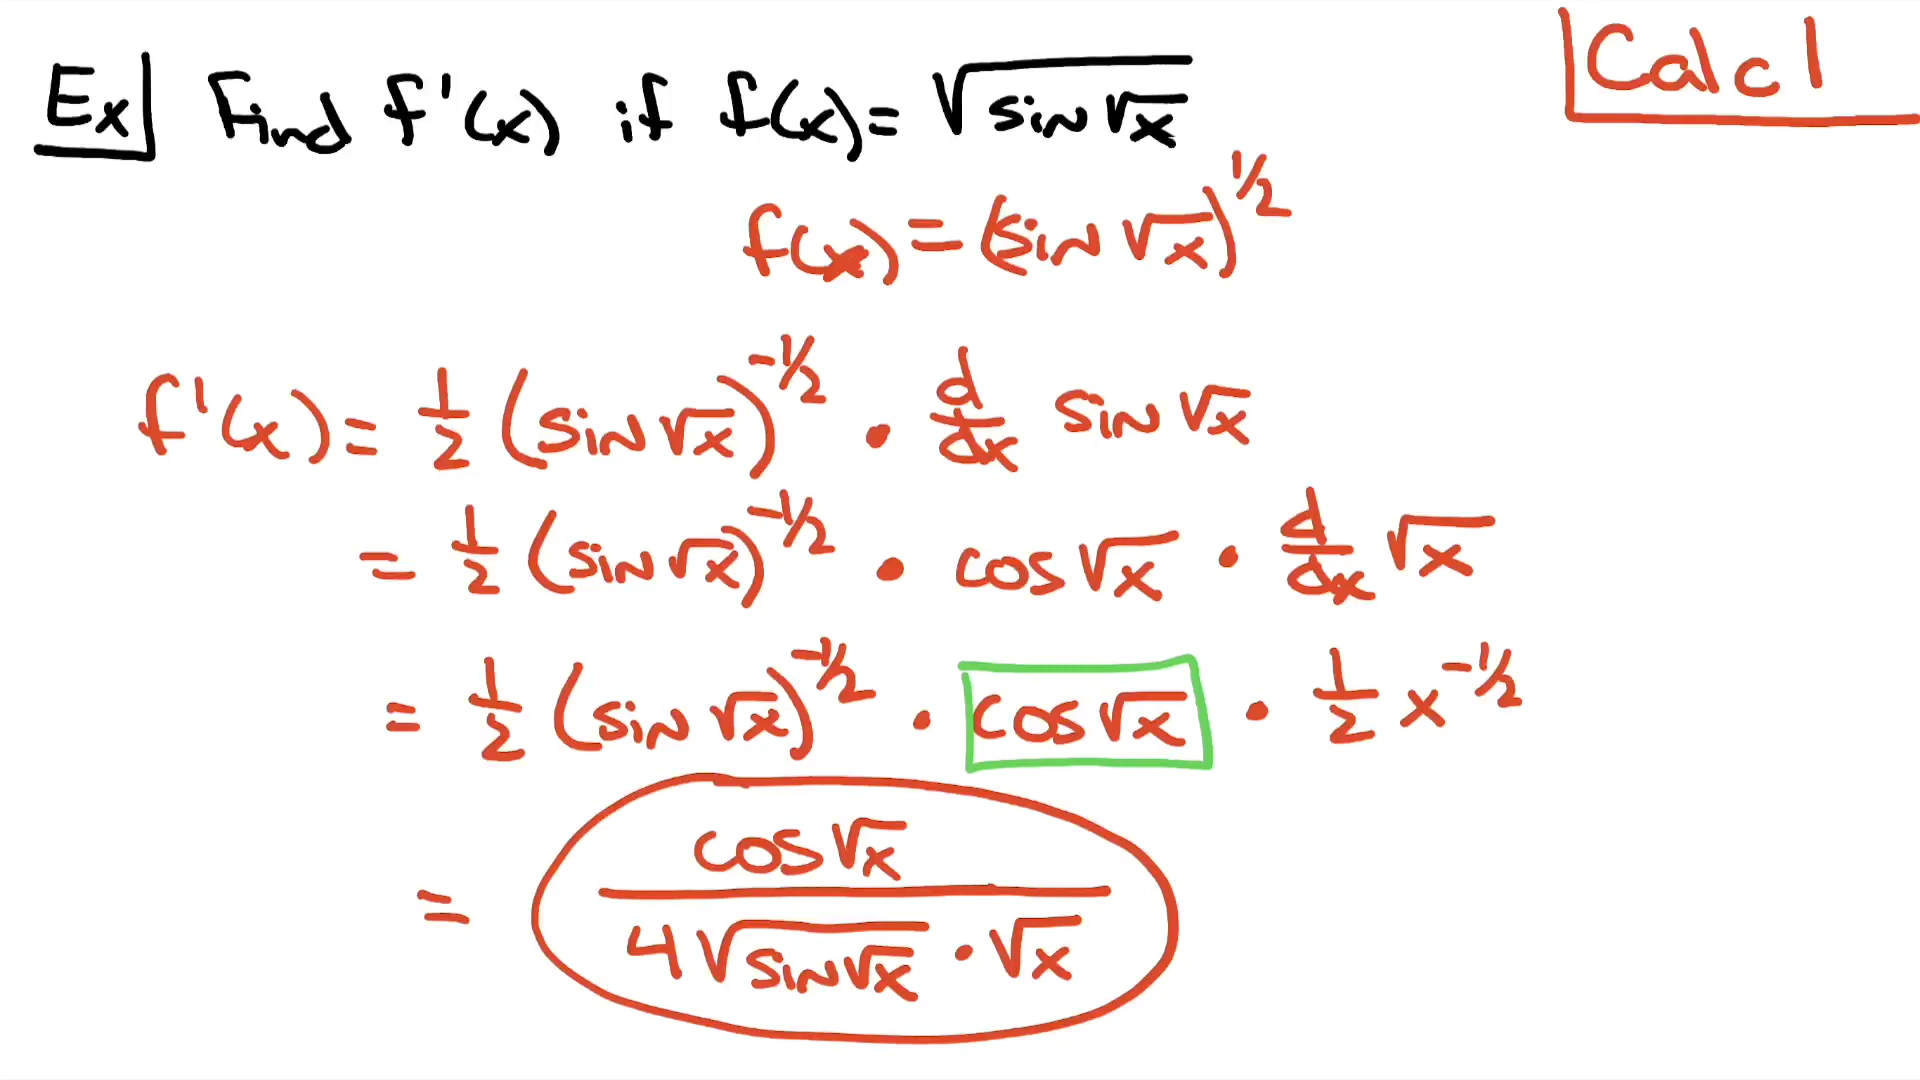 Ex Find f'(x) if f(x)= √(sin √x)
Calc 1
f(x) = (sin √x)^1/2
f'(x) = 1/2 (sin √x)^-1/2 • d/dx sin √x
= 1/2 (sin √x)^-1/2 • cos √x • d/dx √x
= 1/2 (sin √x)^-1/2 • cos √x • 1/2 x^-1/2
= cos √x / 4√(sin √x) • √x